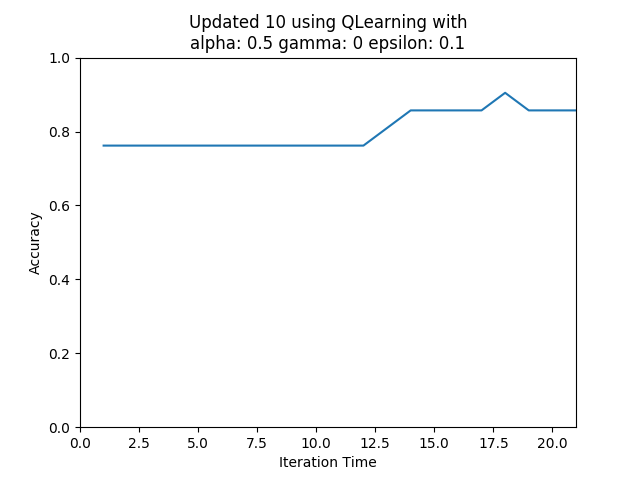 Updated 10 using QLearning with
alpha: 0.5 gamma: 0 epsilon: 0.1
1.0
0.8
0.6
0.4
0.2
0.0
Accuracy
0.0 2.5 5.0 7.5 10.0 12.5 15.0 17.5 20.0
Iteration Time